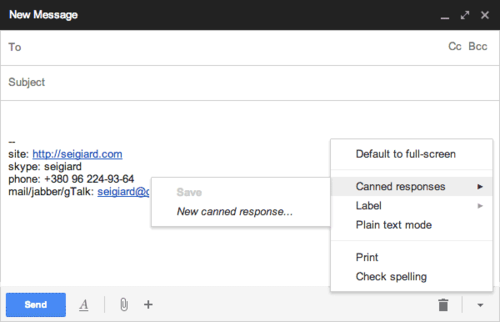 New Message
To
Cc Bcc
Subject
--
site: http://seigiard.com
skype: seigiard
phone: +380 96 224-93-64
mail/jabber/gTalk: seigiard@g
Save
New canned response...
Default to full-screen
Canned responses
Label
Plain text mode
Print
Check spelling
Send
A